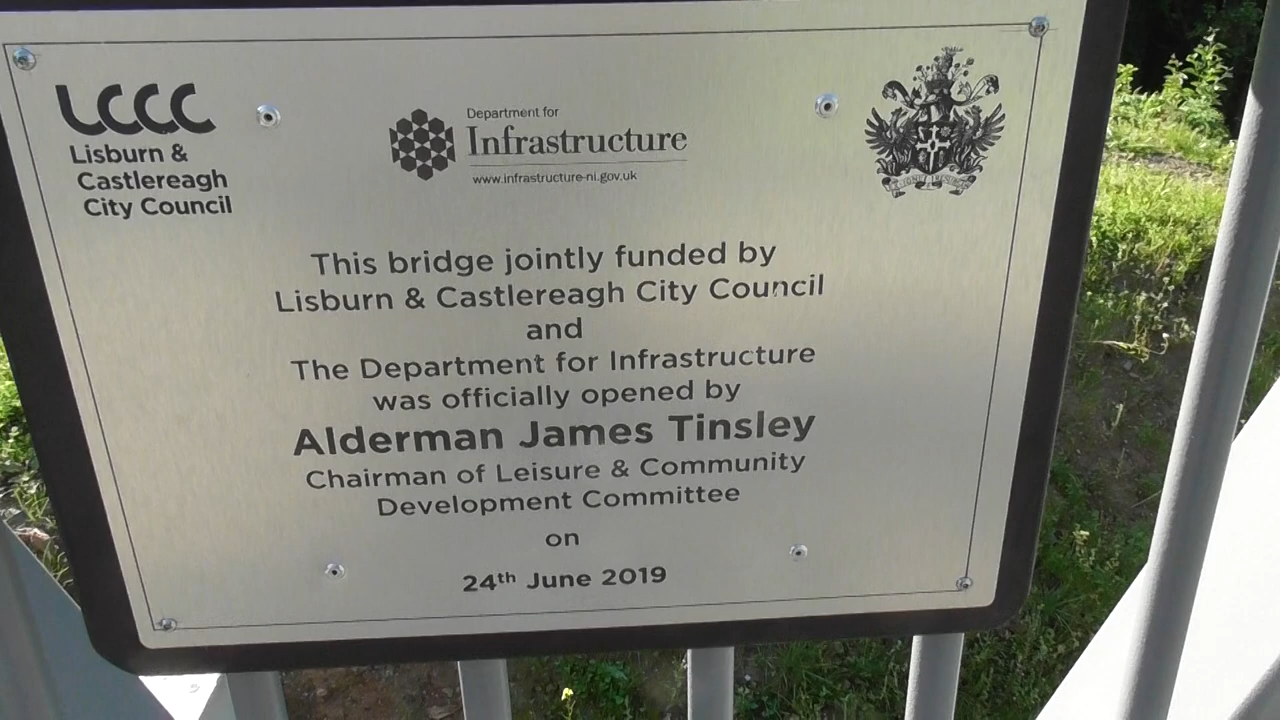 LCCC
Lisburn &
Castlereagh
City Council
Department for
Infrastructure
www.infrastructure-ni.gov.uk
This bridge jointly funded by
Lisburn & Castlereagh City Council
and
The Department for Infrastructure
was officially opened by
Alderman James Tinsley
Chairman of Leisure & Community
Development Committee
on
24th June 2019